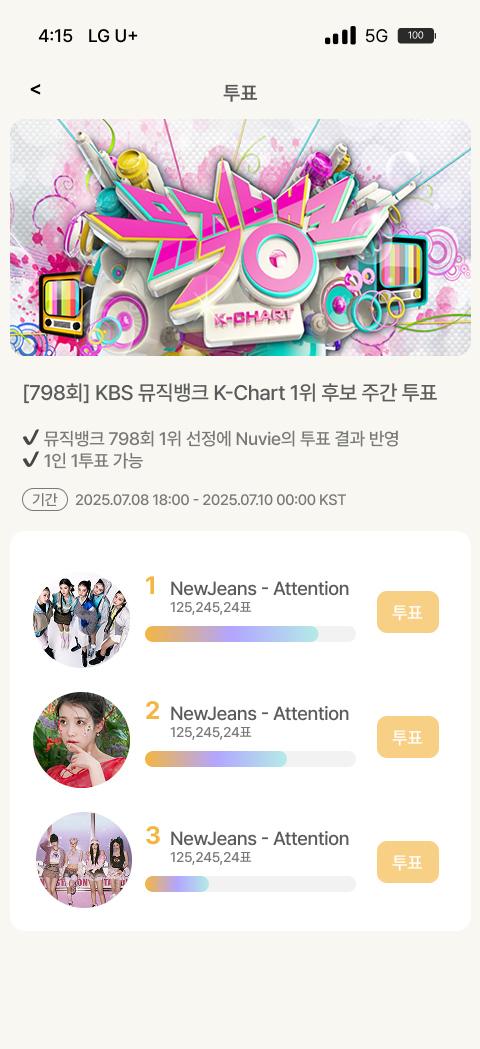 4:15 LG U+ 5G 100
< 투표
뮤직뱅크
K-CHART
[798회] KBS 뮤직뱅크 K-Chart 1위 후보 주간 투표
✔ 뮤직뱅크 798회 1위 선정에 Nuvie의 투표 결과 반영
✔ 1인 1투표 가능
기간 2025.07.08 18:00 - 2025.07.10 00:00 KST
1 NewJeans - Attention
125,245,24표
투표
2 NewJeans - Attention
125,245,24표
투표
3 NewJeans - Attention
125,245,24표
투표